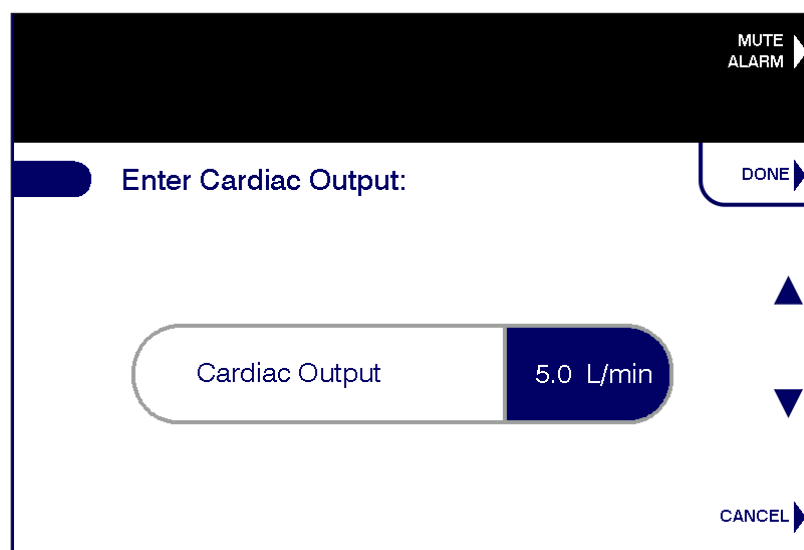 MUTE
ALARM
Enter Cardiac Output:
DONE
Cardiac Output 5.0 L/min
CANCEL